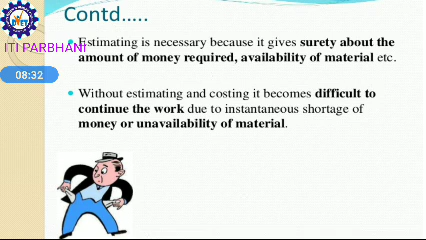 Contd.....
DVET
ITI PARBHANI
08:32
• Estimating is necessary because it gives surety about the
amount of money required, availability of material etc.
• Without estimating and costing it becomes difficult to
continue the work due to instantaneous shortage of
money or unavailability of material.